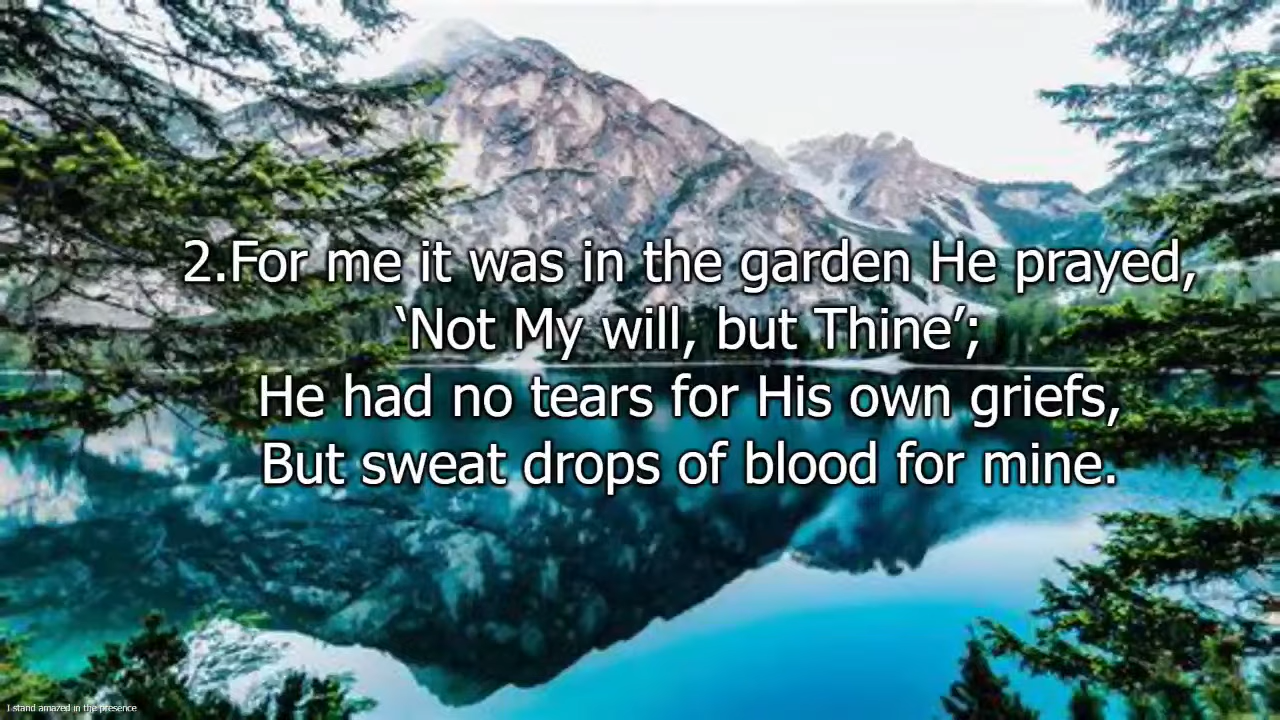 2.For me it was in the garden He prayed,
‘Not My will, but Thine’;
He had no tears for His own griefs,
But sweat drops of blood for mine.
I stand amazed in the presence